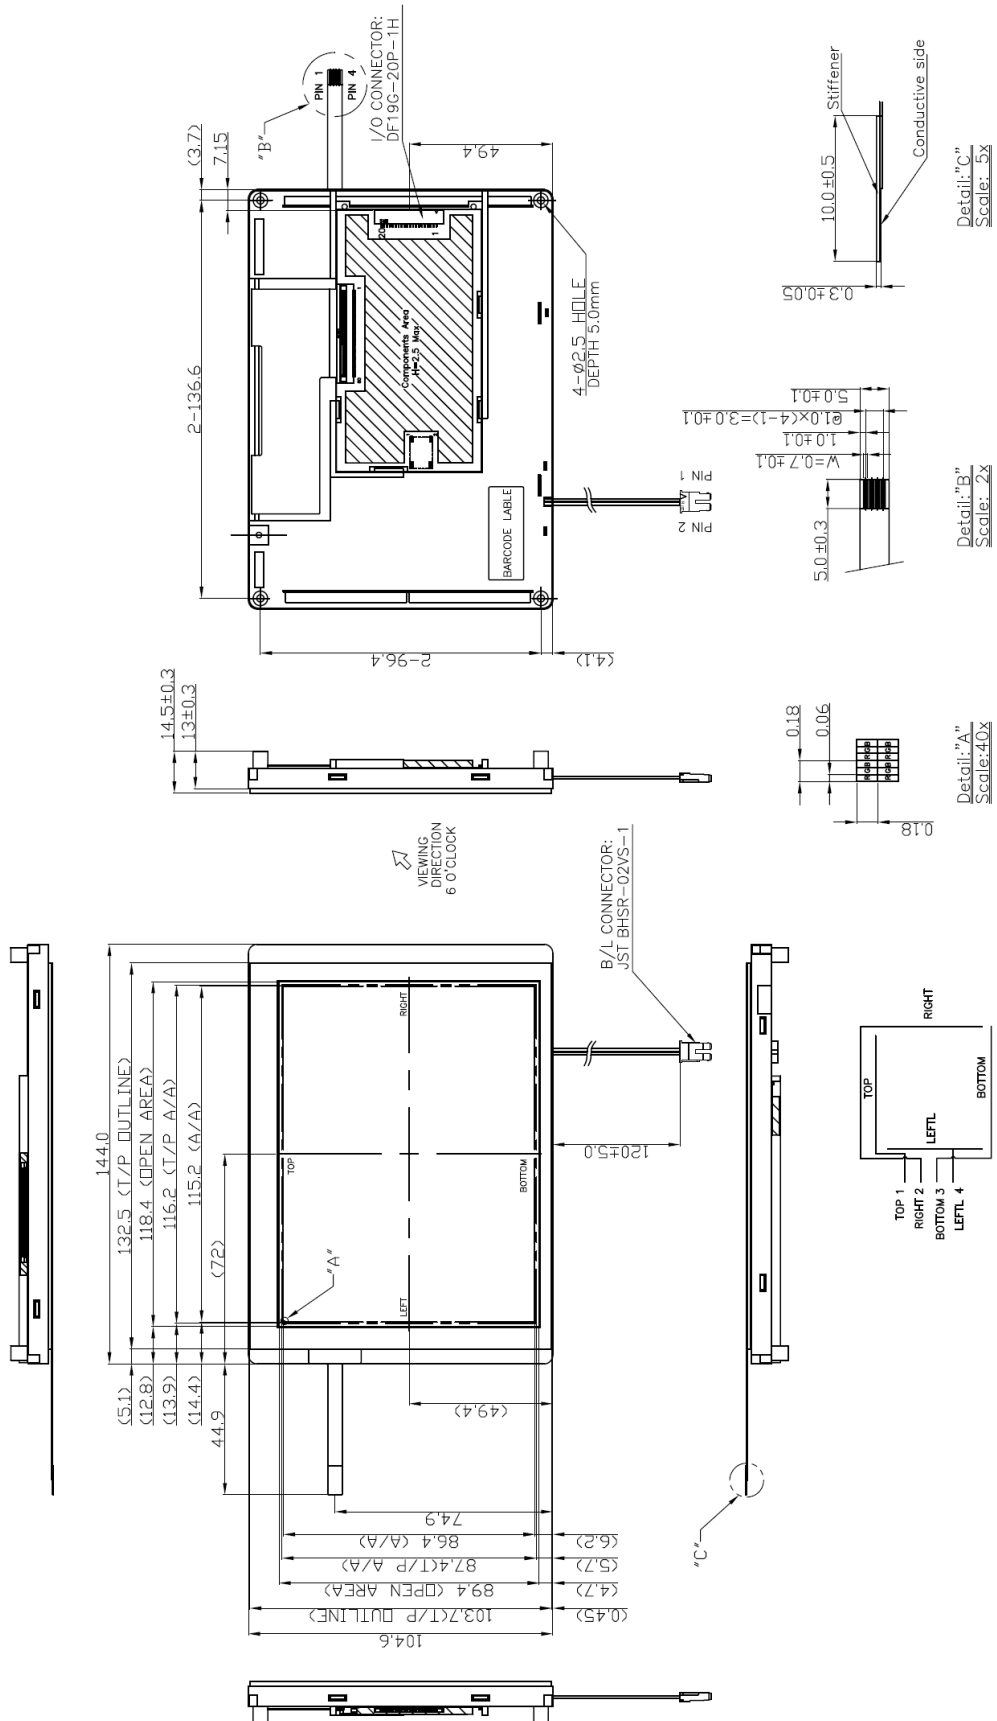 PIN 1
PIN 4
"B"
I/O CONNECTOR:
DF19G-20P-1H
(3.7)
7.15
49.4
2-136.6
20
1
80
1
Components Area
H=2.5 Max
4-Ø2.5 HOLE
DEPTH 5.0mm
BARCODE LABLE
PIN 1
PIN 2
2-96.4
(4.1)
Stiffener
10.0±0.5
Conductive side
0.3±0.05
Detail:"C"
Scale: 5x
5.0±0.1
@1.0x(4-1)=3.0±0.1
1.0±0.1
W=0.7±0.1
5.0±0.3
Detail:"B"
Scale: 2x
14.5±0.3
13±0.3
VIEWING
DIRECTION
6 O'CLOCK
0.18
0.06
RGB RGB
RGB RGB
0.18
Detail:"A"
Scale:40x
144.0
132.5 (T/P OUTLINE)
118.4 (OPEN AREA)
116.2 (T/P A/A)
115.2 (A/A)
(72)
(5.1)
(12.8)
(13.9)
(14.4)
44.9
"A"
TOP
LEFT
RIGHT
BOTTOM
B/L CONNECTOR:
JST BHSR-02VS-1
120±5.0
(49.4)
74.9
86.4 (A/A)
87.4(T/P A/A)
89.4 (OPEN AREA)
103.7(T/P OUTLINE)
104.6
(6.2)
(5.7)
(4.7)
(0.45)
"C"
TOP
RIGHT
LEFTL
BOTTOM
TOP 1
RIGHT 2
BOTTOM 3
LEFTL 4